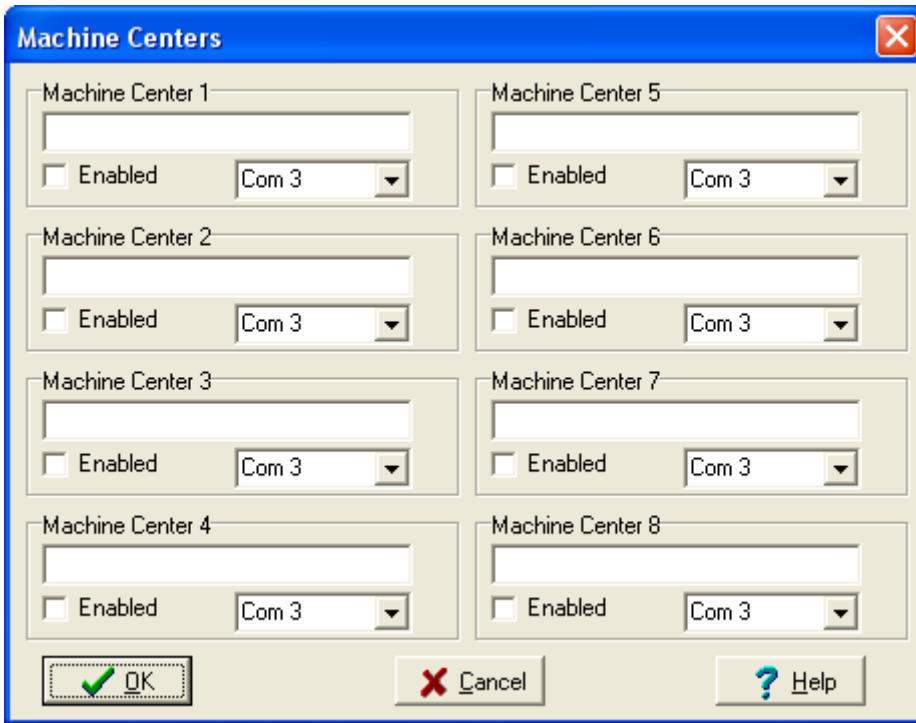 Machine Centers
Machine Center 1
Enabled
Com 3
Machine Center 2
Enabled
Com 3
Machine Center 3
Enabled
Com 3
Machine Center 4
Enabled
Com 3
Machine Center 5
Enabled
Com 3
Machine Center 6
Enabled
Com 3
Machine Center 7
Enabled
Com 3
Machine Center 8
Enabled
Com 3
OK
Cancel
Help